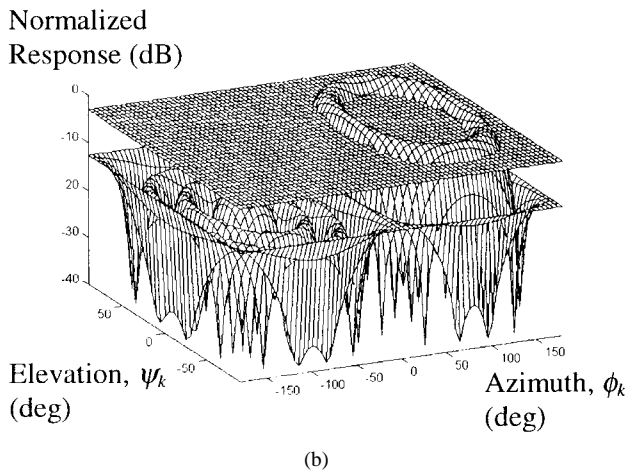 Normalized
Response (dB)
0
-10
20
-30
-40
50
0
-50
Elevation, ψk
(deg)
-150
-100
-50
0
50
100
150
Azimuth, ϕk
(deg)
(b)